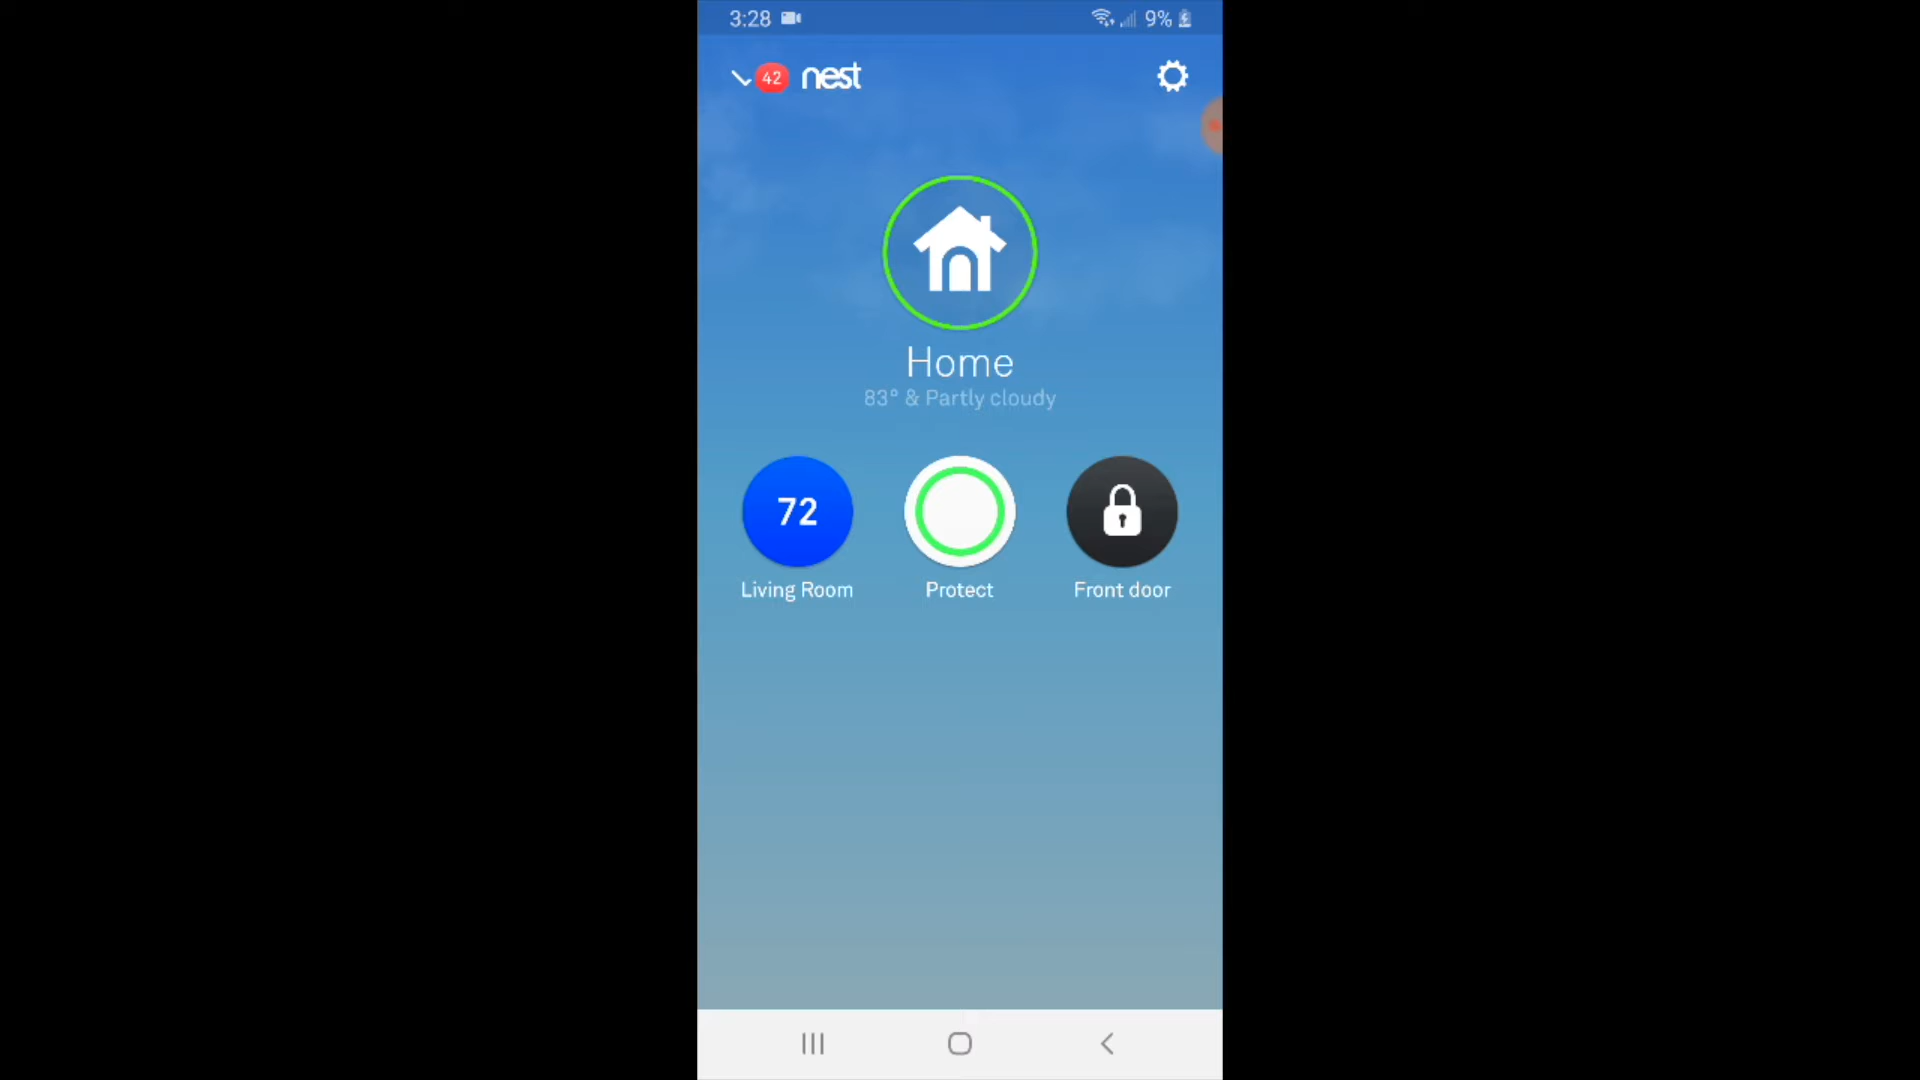 3:28
9%
42 nest
Home
83° & Partly cloudy
72
Living Room
Protect
Front door